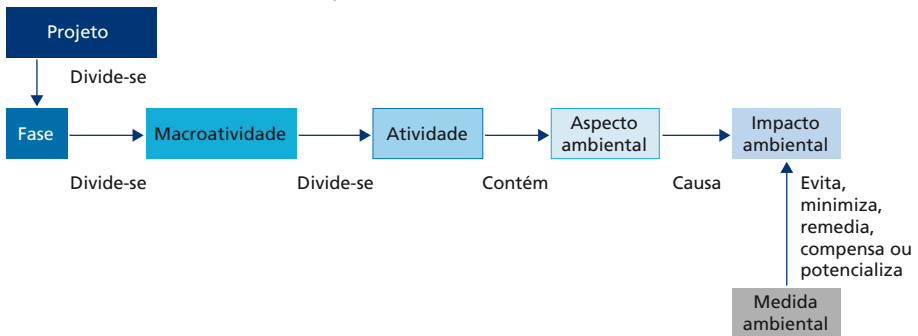 Projeto
Divide-se
Fase
Macroatividade
Atividade
Aspecto
ambiental
Impacto
ambiental
Divide-se
Divide-se
Contém
Causa
Evita,
minimiza,
remedia,
compensa ou
potencializa
Medida
ambiental